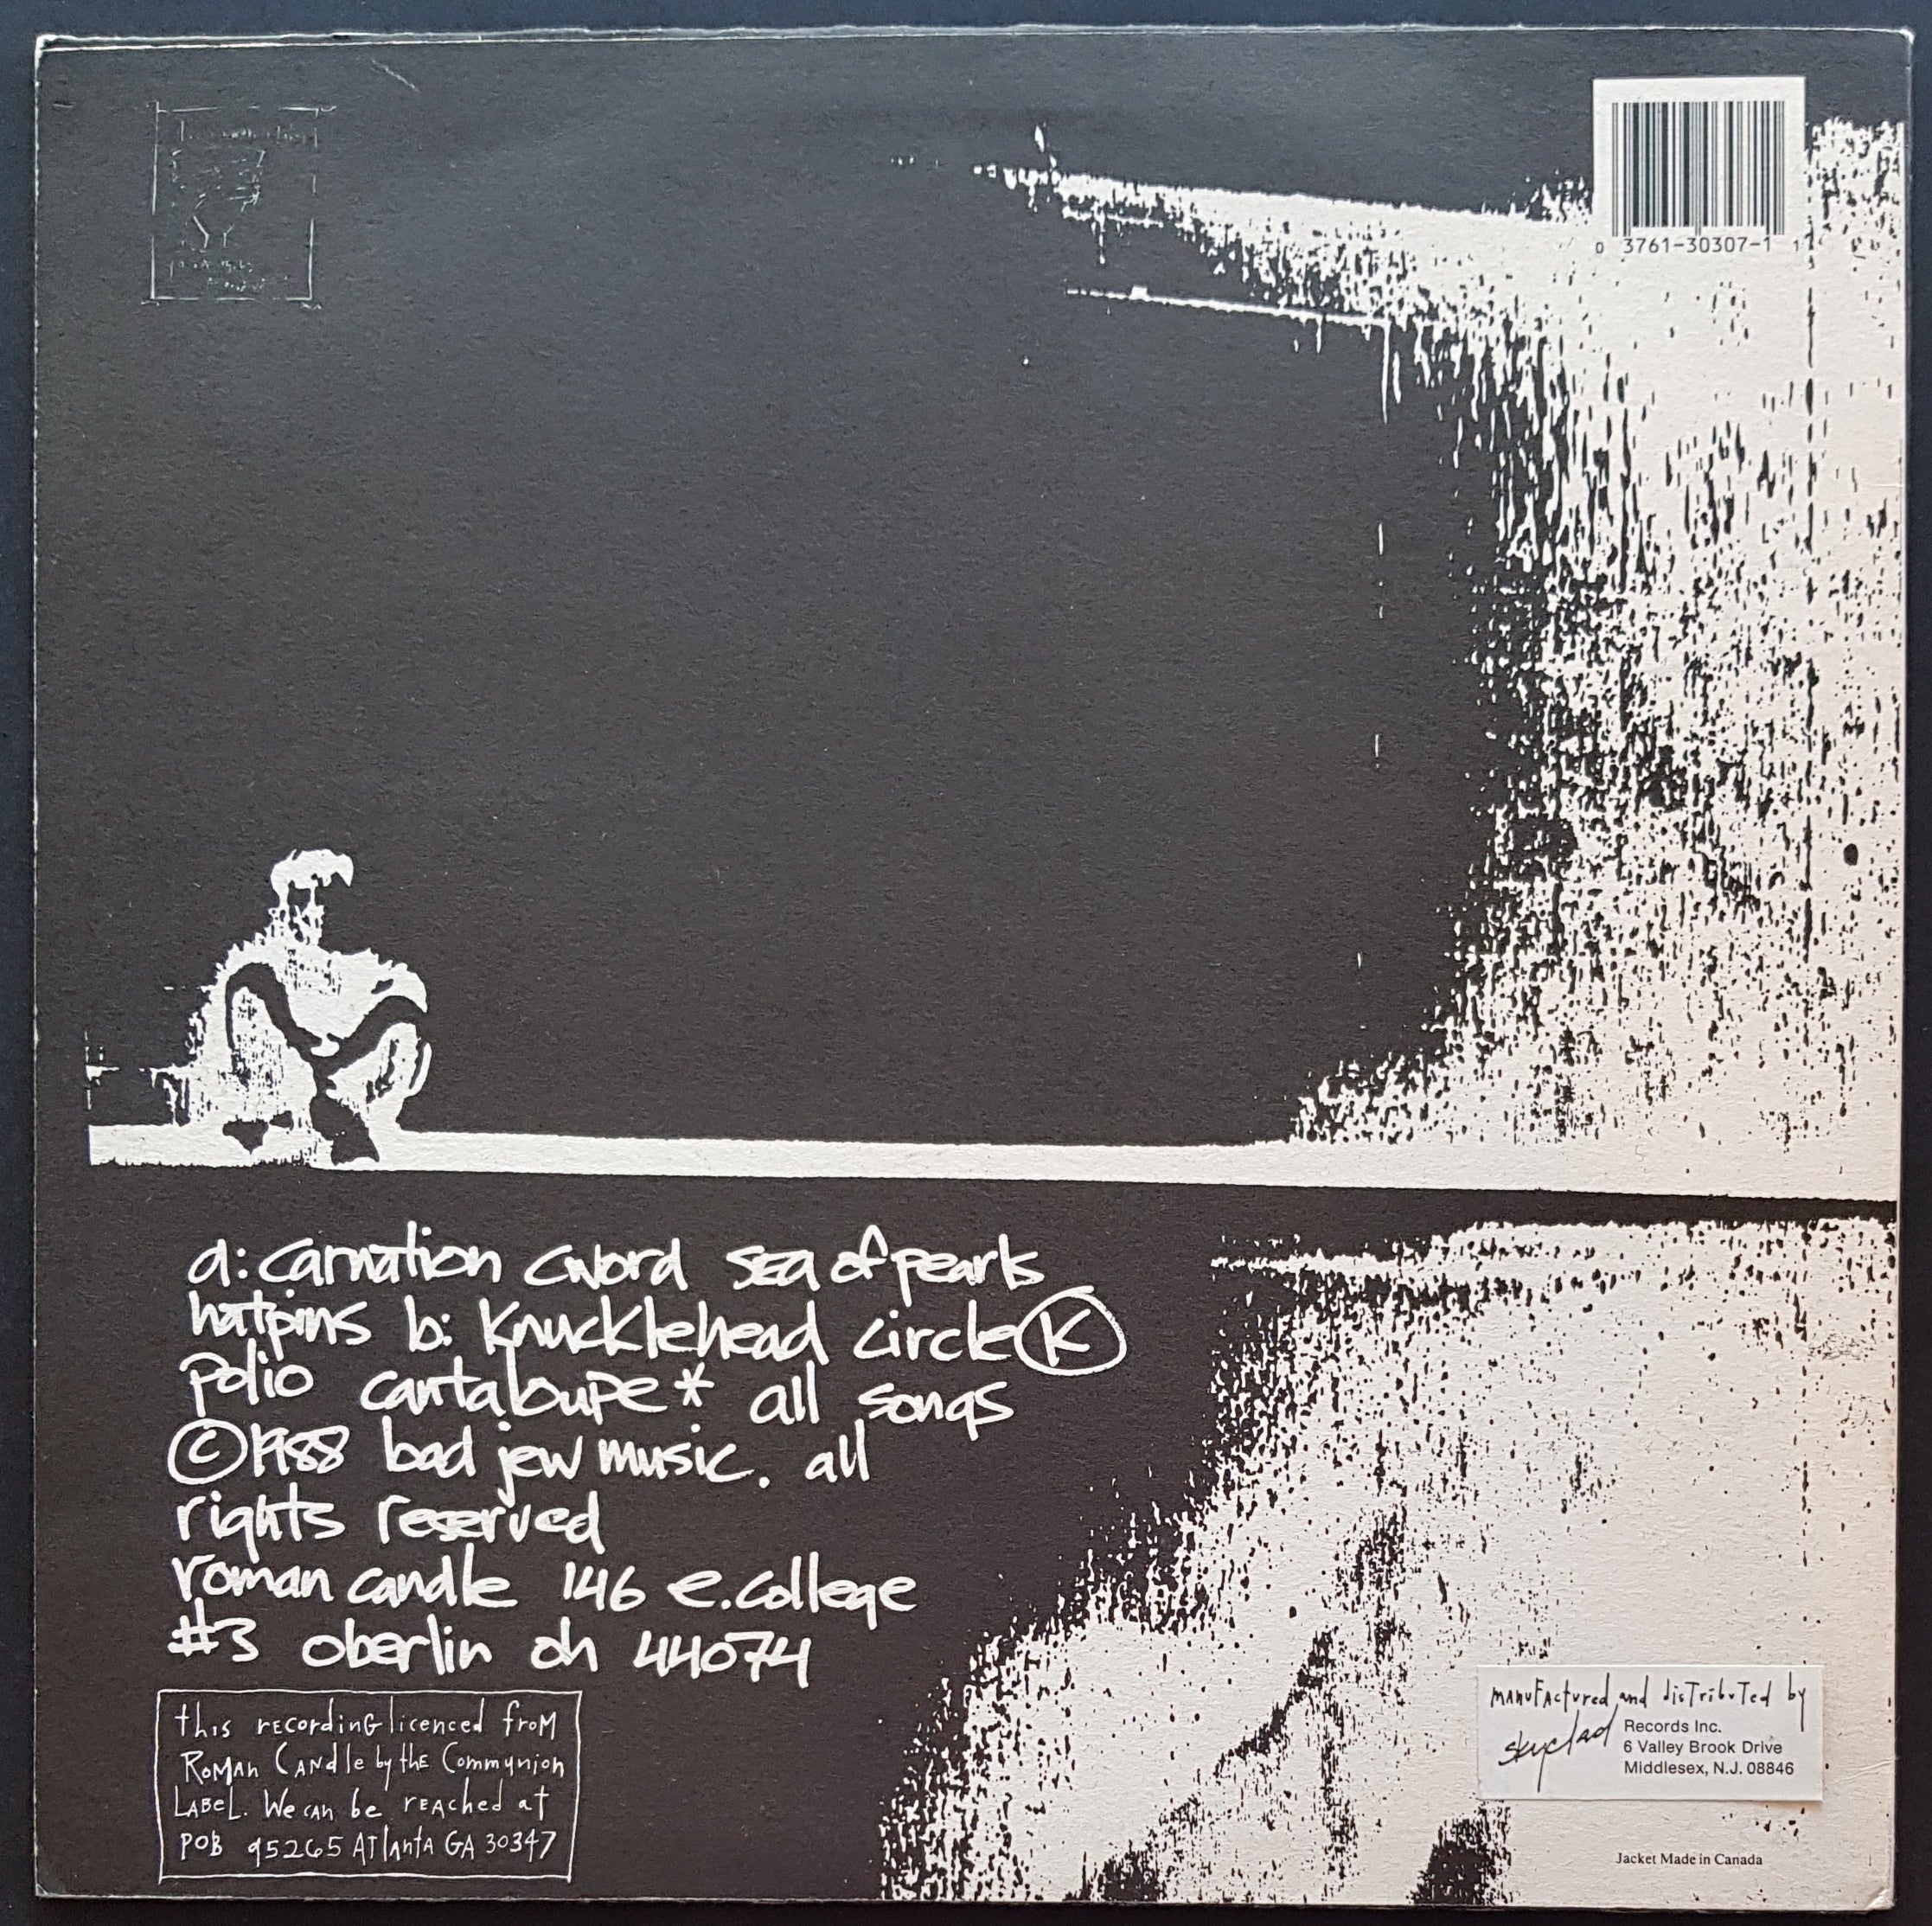 0 3761-30307-1 1
a: carnation cword sea of pearls
hatpins b: knucklehead circle K
polio cantaloupe* all songs
©1988 bad jew music. all
rights reserved
roman candle 146 e.college
#3 oberlin oh 44074
this recording licenced from
Roman Candle by the Communion
Label. We can be reached at
POB 95265 Atlanta GA 30347
manufactured and distributed by
skyclad Records Inc.
6 Valley Brook Drive
Middlesex, N.J. 08846
Jacket Made in Canada